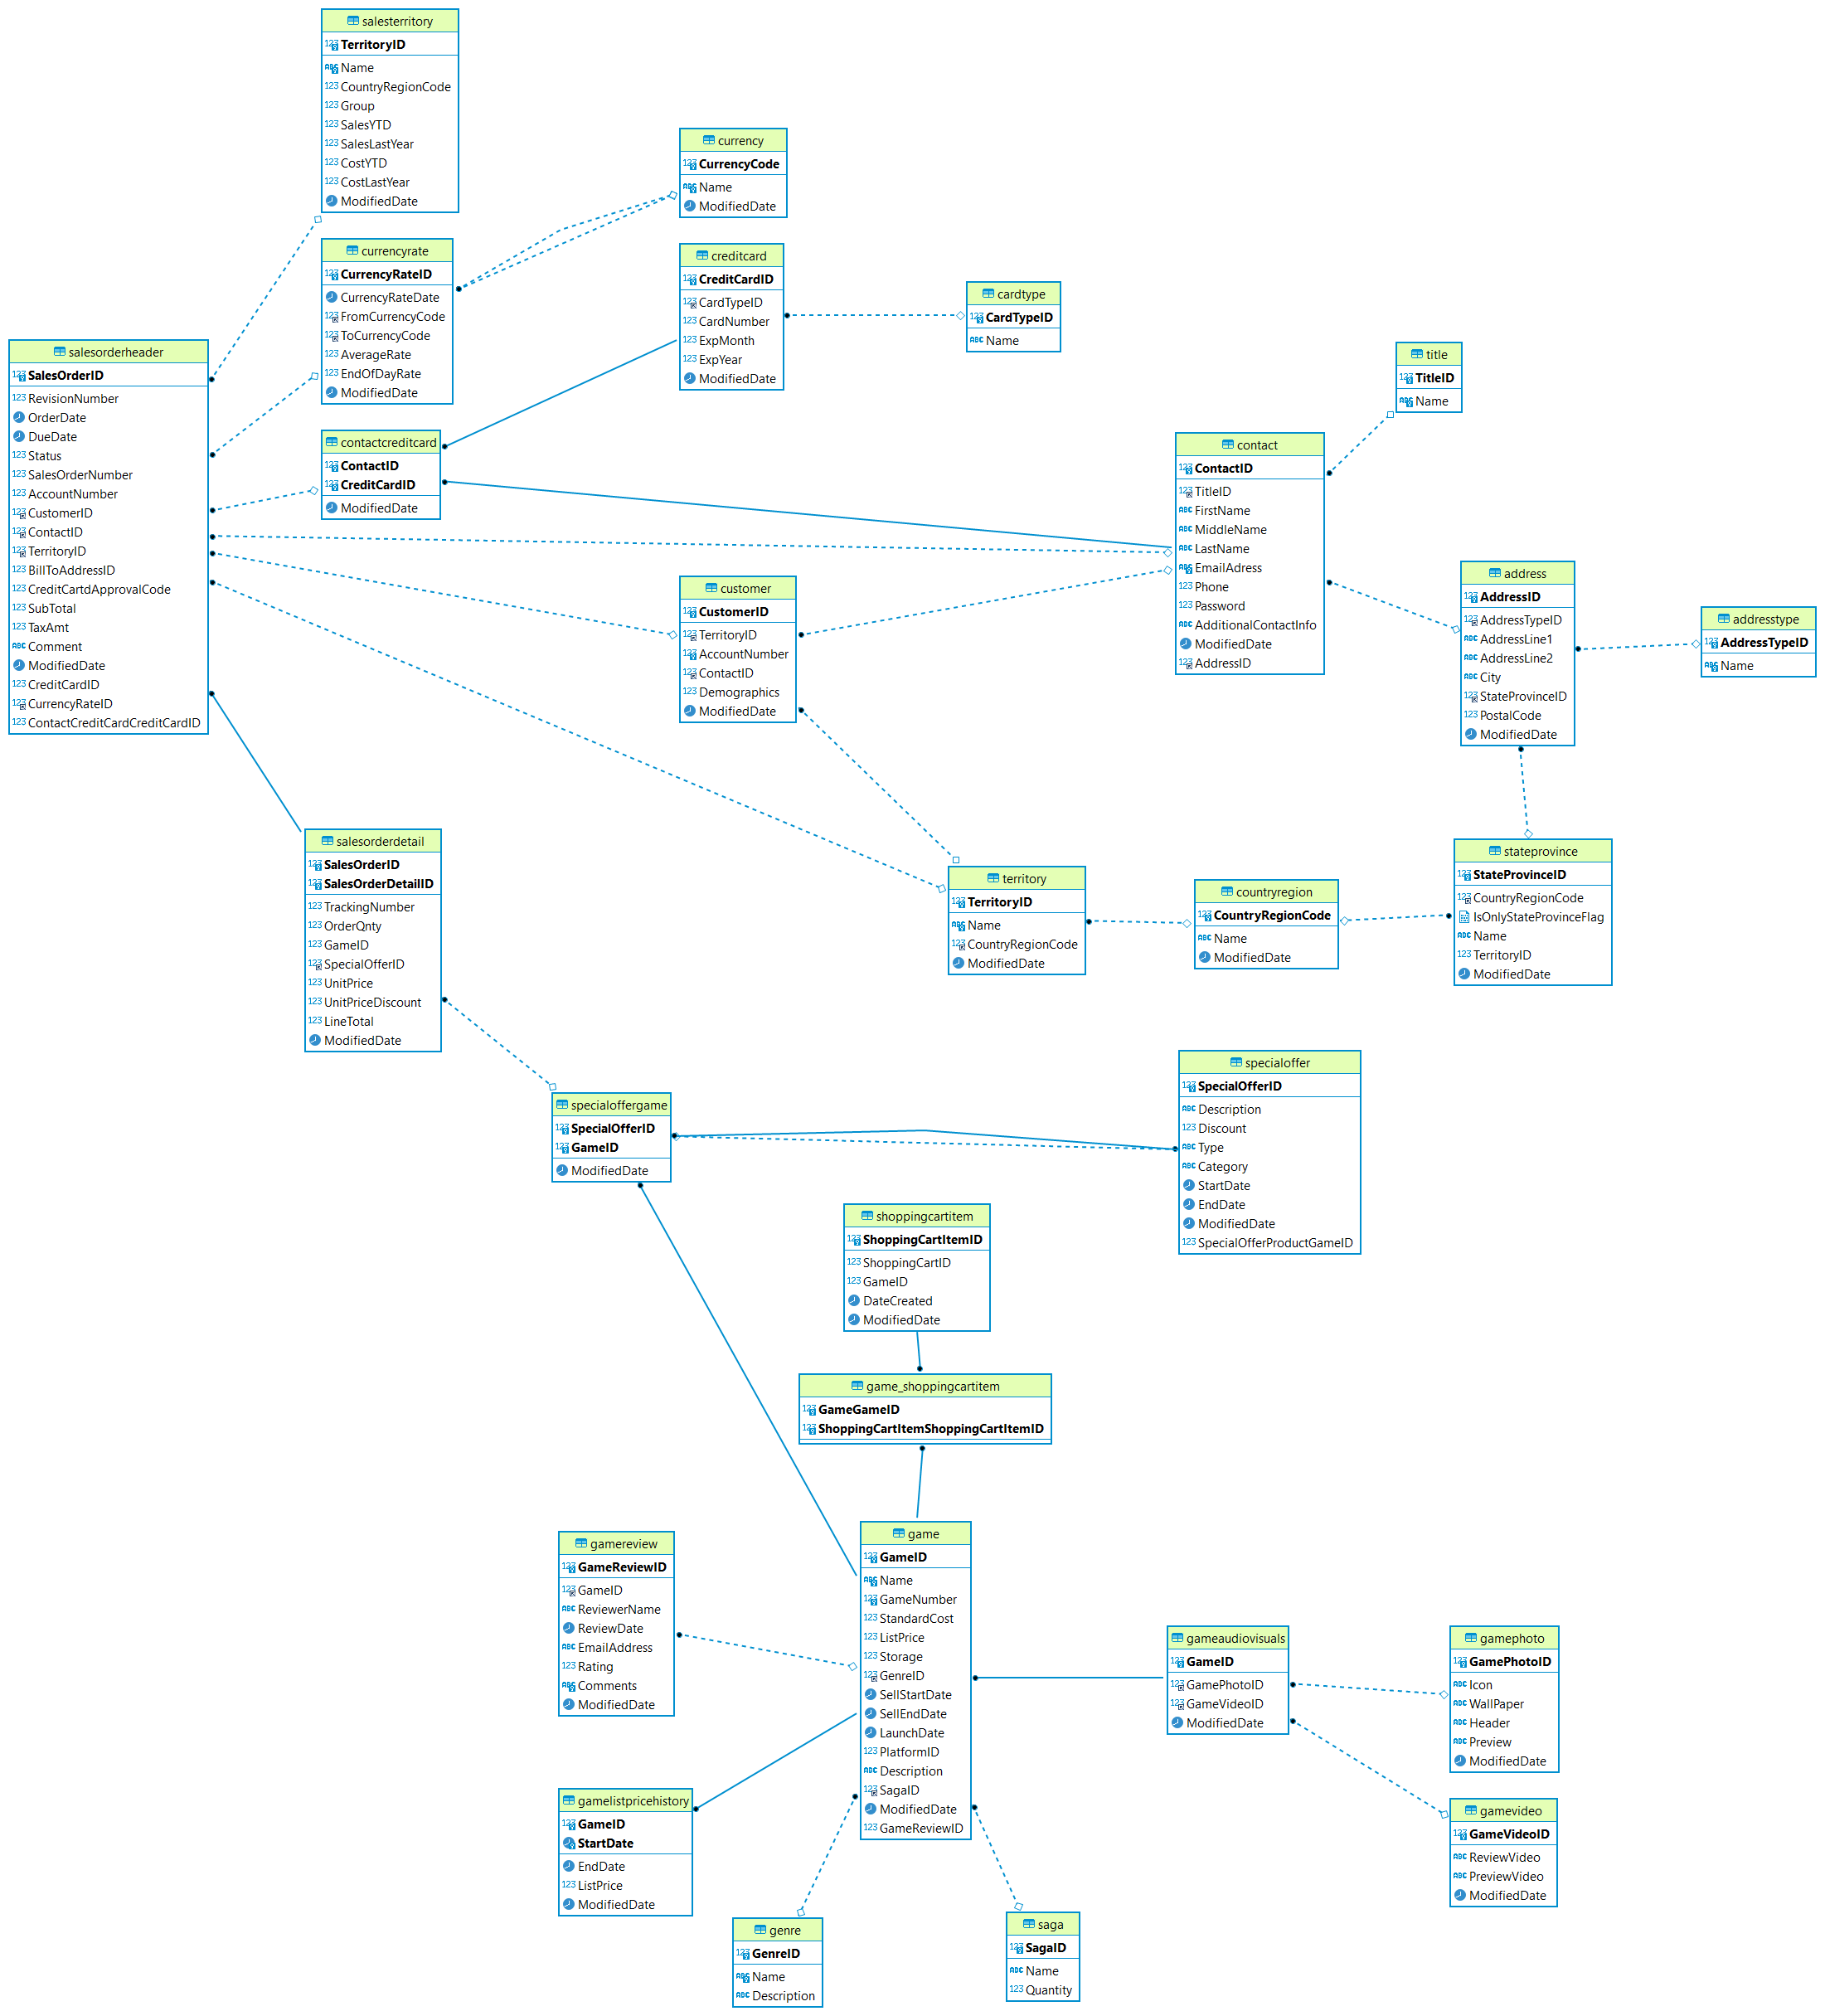 salesterritory
TerritoryID
Name
CountryRegionCode
Group
SalesYTD
SalesLastYear
CostYTD
CostLastYear
ModifiedDate
currency
CurrencyCode
Name
ModifiedDate
currencyrate
CurrencyRateID
CurrencyRateDate
FromCurrencyCode
ToCurrencyCode
AverageRate
EndOfDayRate
ModifiedDate
creditcard
CreditCardID
CardTypeID
CardNumber
ExpMonth
ExpYear
ModifiedDate
cardtype
CardTypeID
Name
salesorderheader
SalesOrderID
RevisionNumber
OrderDate
DueDate
Status
SalesOrderNumber
AccountNumber
CustomerID
ContactID
TerritoryID
BillToAddressID
CreditCartdApprovalCode
SubTotal
TaxAmt
Comment
ModifiedDate
CreditCardID
CurrencyRateID
ContactCreditCardCreditCardID
title
TitleID
Name
contactcreditcard
ContactID
CreditCardID
ModifiedDate
contact
ContactID
TitleID
FirstName
MiddleName
LastName
EmailAdress
Phone
Password
AdditionalContactInfo
ModifiedDate
AddressID
customer
CustomerID
TerritoryID
AccountNumber
ContactID
Demographics
ModifiedDate
address
AddressID
AddressTypeID
AddressLine1
AddressLine2
City
StateProvinceID
PostalCode
ModifiedDate
addresstype
AddressTypeID
Name
salesorderdetail
SalesOrderID
SalesOrderDetailID
TrackingNumber
OrderQnty
GameID
SpecialOfferID
UnitPrice
UnitPriceDiscount
LineTotal
ModifiedDate
territory
TerritoryID
Name
CountryRegionCode
ModifiedDate
countryregion
CountryRegionCode
Name
ModifiedDate
stateprovince
StateProvinceID
CountryRegionCode
IsOnlyStateProvinceFlag
Name
TerritoryID
ModifiedDate
specialoffergame
SpecialOfferID
GameID
ModifiedDate
specialoffer
SpecialOfferID
Description
Discount
Type
Category
StartDate
EndDate
ModifiedDate
SpecialOfferProductGameID
shoppingcartitem
ShoppingCartItemID
ShoppingCartID
GameID
DateCreated
ModifiedDate
game_shoppingcartitem
GameGameID
ShoppingCartItemShoppingCartItemID
game
GameID
Name
GameNumber
StandardCost
ListPrice
Storage
GenreID
SellStartDate
SellEndDate
LaunchDate
PlatformID
Description
SagaID
ModifiedDate
GameReviewID
gamereview
GameReviewID
GameID
ReviewerName
ReviewDate
EmailAddress
Rating
Comments
ModifiedDate
gameaudiovisuals
GameID
GamePhotoID
GameVideoID
ModifiedDate
gamephoto
GamePhotoID
Icon
WallPaper
Header
Preview
ModifiedDate
gamelistpricehistory
GameID
StartDate
EndDate
ListPrice
ModifiedDate
gamevideo
GameVideoID
ReviewVideo
PreviewVideo
ModifiedDate
genre
GenreID
Name
Description
saga
SagaID
Name
Quantity